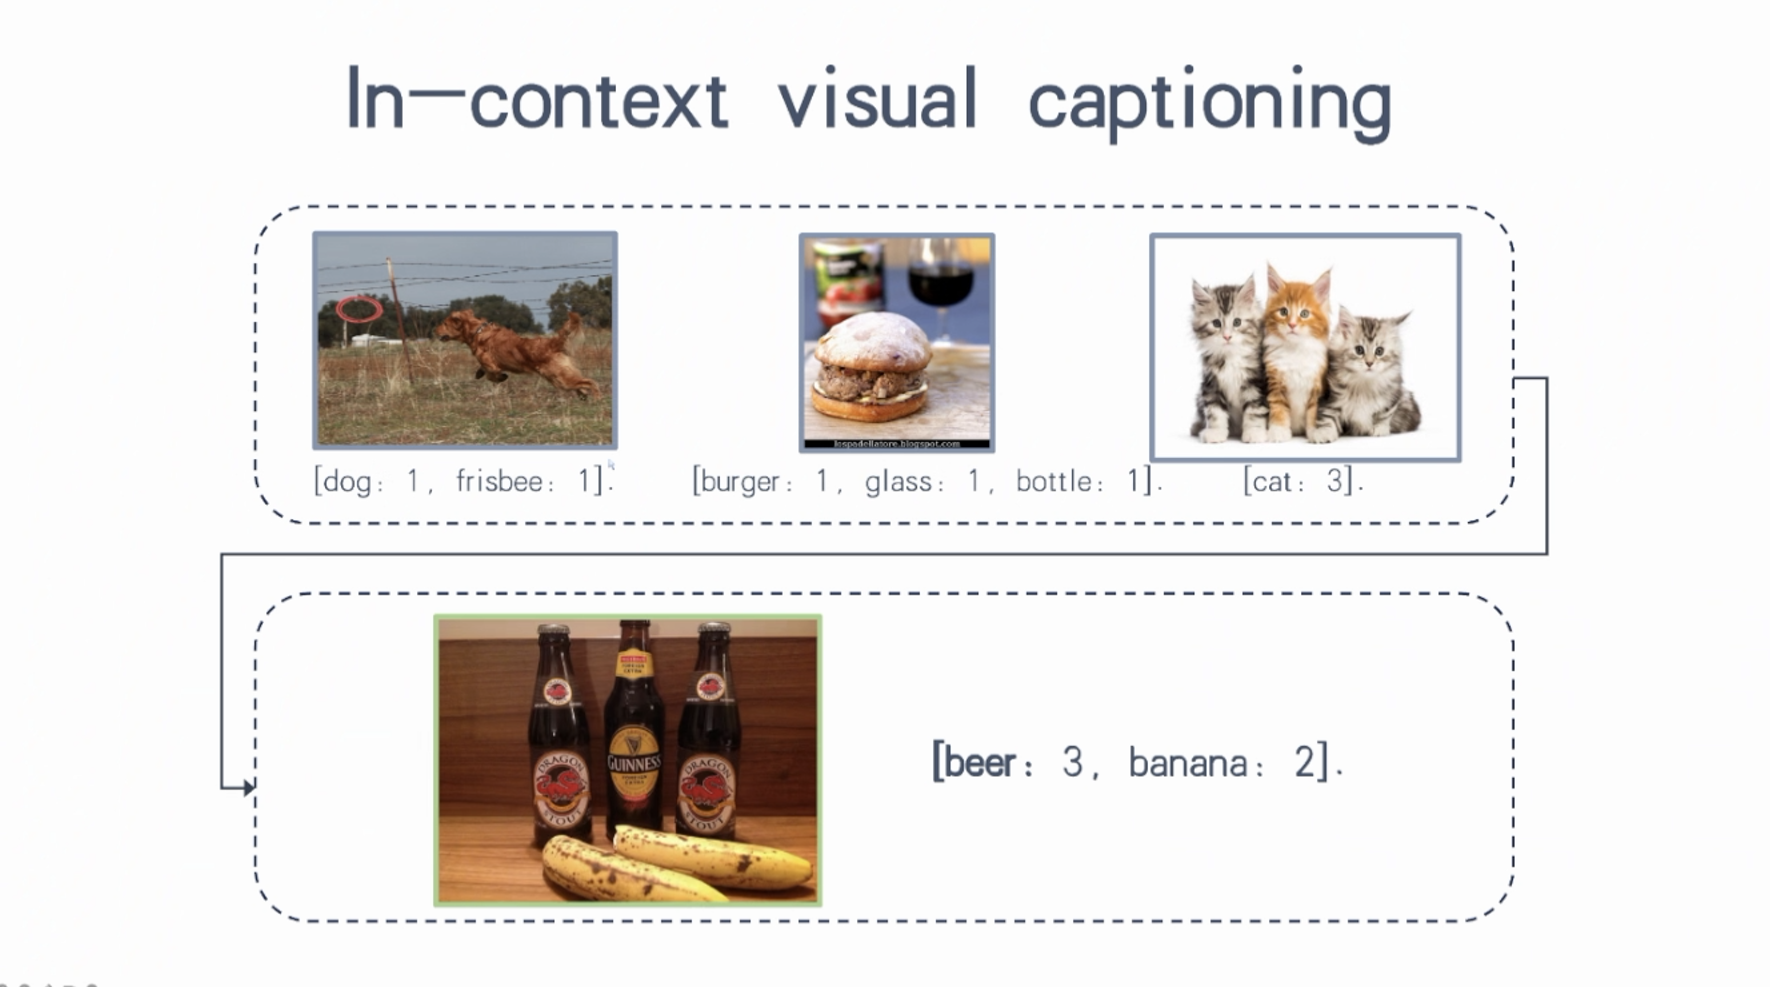 In—context visual captioning
lospadellatore.blogspot.com
[dog: 1, frisbee: 1].
[burger: 1, glass: 1, bottle: 1].
[cat: 3].
EXTRA
GUINNESS
DRAGON
STOUT
DRAGON
STOUT
[beer: 3, banana: 2].